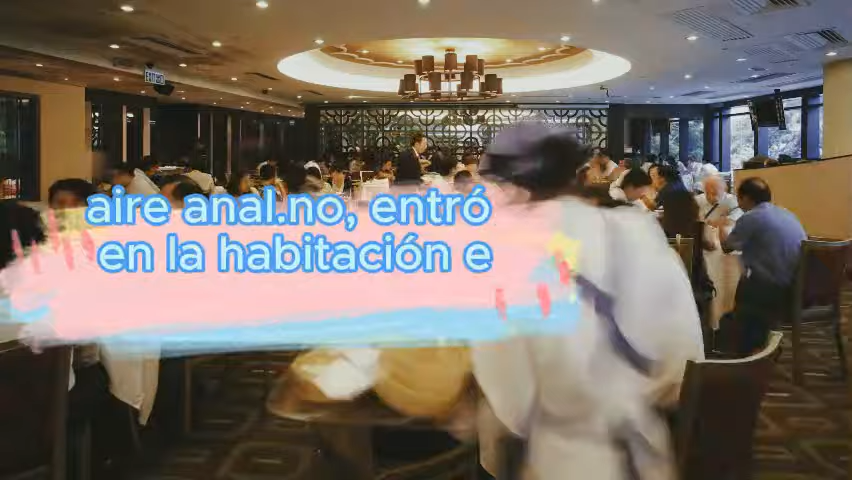 aire anal.no, entró
en la habitación e